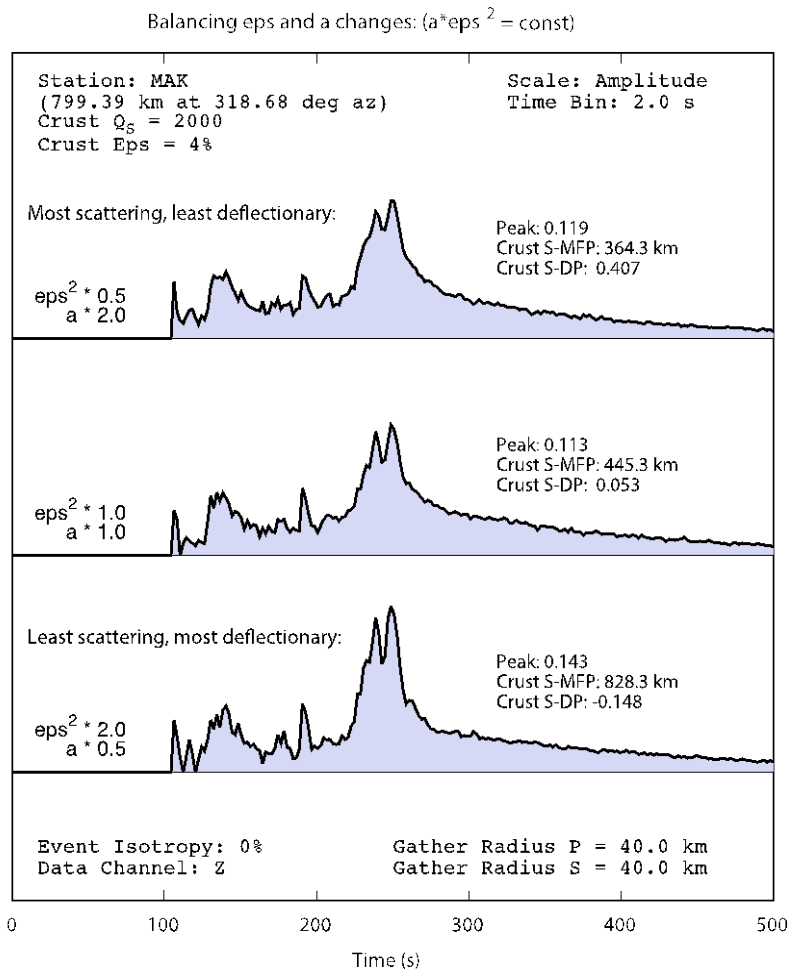 Balancing eps and a changes: (a*eps ² = const)
Station: MAK
(799.39 km at 318.68 deg az)
Crust QS = 2000
Crust Eps = 4%
Scale: Amplitude
Time Bin: 2.0 s
Most scattering, least deflectionary:
Peak: 0.119
Crust S-MFP: 364.3 km
Crust S-DP: 0.407
eps² * 0.5
a * 2.0
Peak: 0.113
Crust S-MFP: 445.3 km
Crust S-DP: 0.053
eps² * 1.0
a * 1.0
Least scattering, most deflectionary:
Peak: 0.143
Crust S-MFP: 828.3 km
Crust S-DP: -0.148
eps² * 2.0
a * 0.5
Event Isotropy: 0%
Data Channel: Z
Gather Radius P = 40.0 km
Gather Radius S = 40.0 km
0 100 200 300 400 500
Time (s)